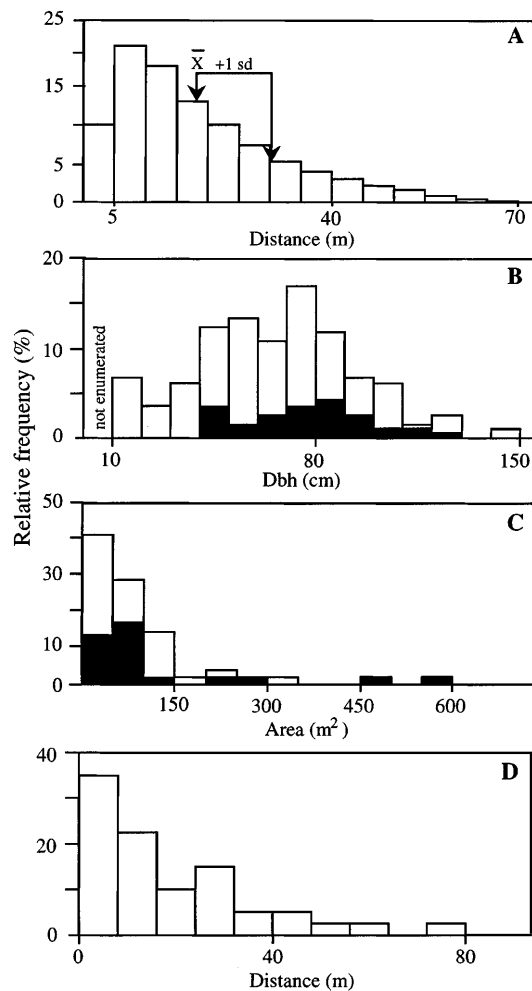 25
A
X̄ +1 sd
15
5
0
5 40 70
Distance (m)
20
B
not enumerated
10
0
10 80 150
Dbh (cm)
Relative frequency (%)
50
C
30
10
0
150 300 450 600
Area (m²)
40
D
20
0
0 40 80
Distance (m)